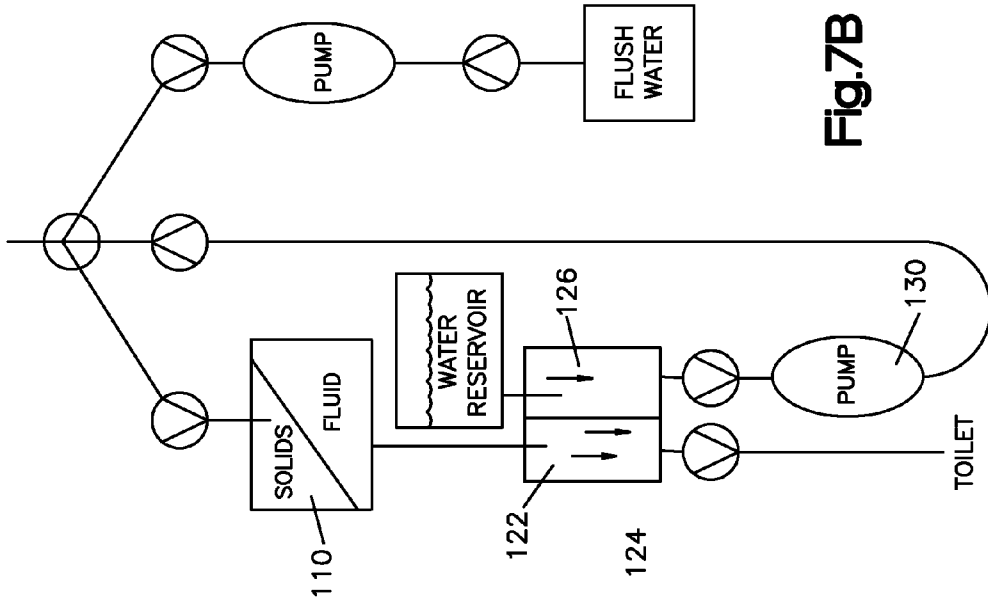 PUMP
FLUSH
WATER
Fig.7B
126
WATER
RESERVOIR
SOLIDS
FLUID
130
PUMP
110
122
124
TOILET